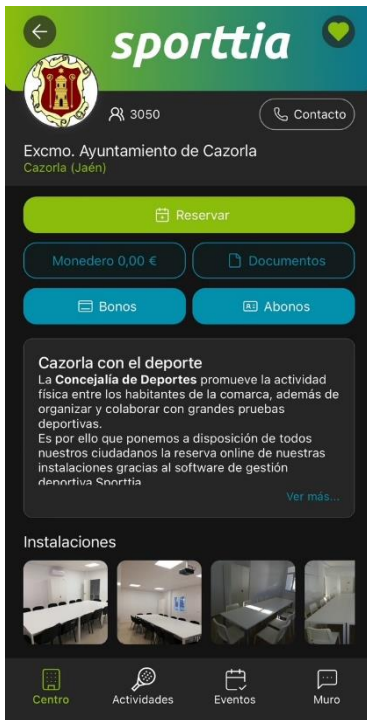 sporttia
3050
Contacto
Excmo. Ayuntamiento de Cazorla
Cazorla (Jaén)
Reservar
Monedero 0,00 €
Documentos
Bonos
Abonos
Cazorla con el deporte
La Concejalía de Deportes promueve la actividad
física entre los habitantes de la comarca, además de
organizar y colaborar con grandes pruebas
deportivas.
Es por ello que ponemos a disposición de todos
nuestros ciudadanos la reserva online de nuestras
instalaciones gracias al software de gestión
deportiva Sporttia
Ver más...
Instalaciones
Centro
Actividades
Eventos
Muro